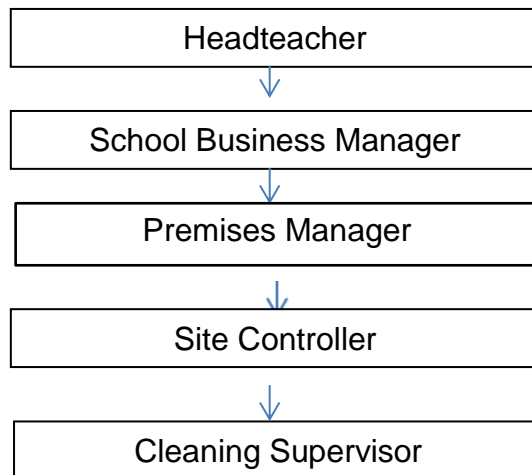 Headteacher
School Business Manager
Premises Manager
Site Controller
Cleaning Supervisor